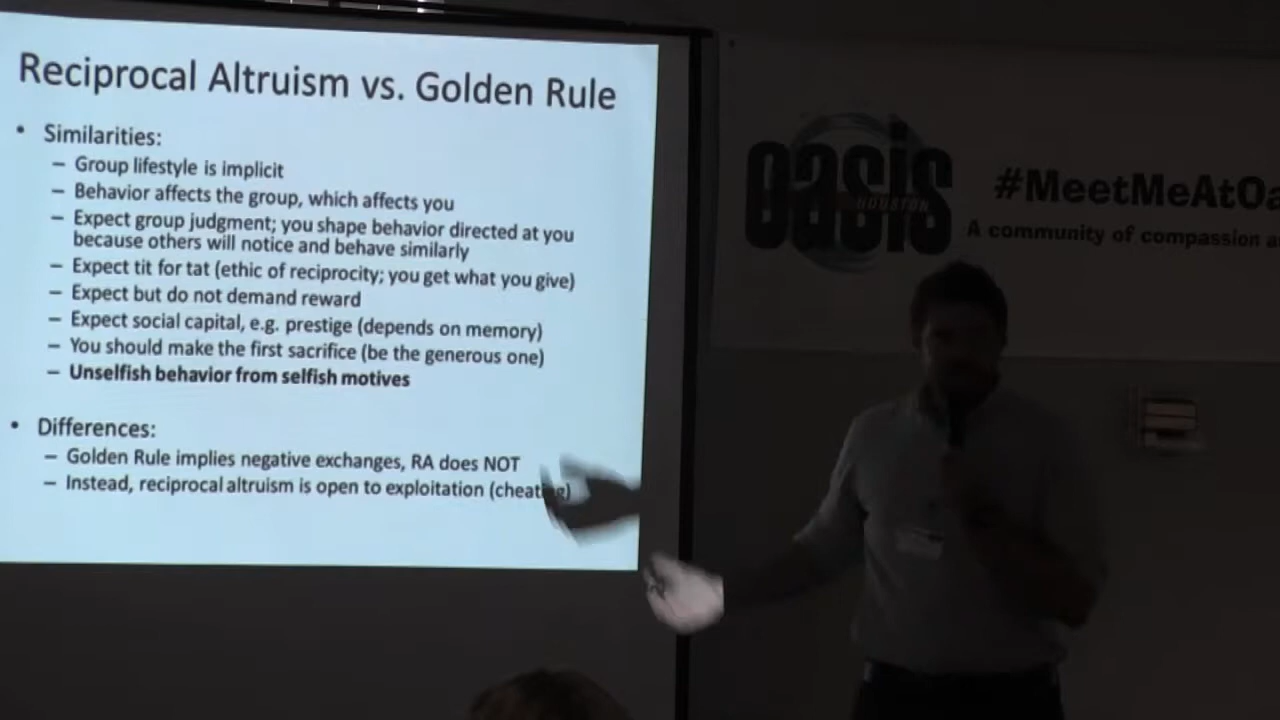 Reciprocal Altruism vs. Golden Rule
• Similarities:
– Group lifestyle is implicit
– Behavior affects the group, which affects you
– Expect group judgment; you shape behavior directed at you
because others will notice and behave similarly
– Expect tit for tat (ethic of reciprocity; you get what you give)
– Expect but do not demand reward
– Expect social capital, e.g. prestige (depends on memory)
– You should make the first sacrifice (be the generous one)
– Unselfish behavior from selfish motives
• Differences:
– Golden Rule implies negative exchanges, RA does NOT
– Instead, reciprocal altruism is open to exploitation (cheating)
oasis
HOUSTON
#MeetMeAtOa
A community of compassion a